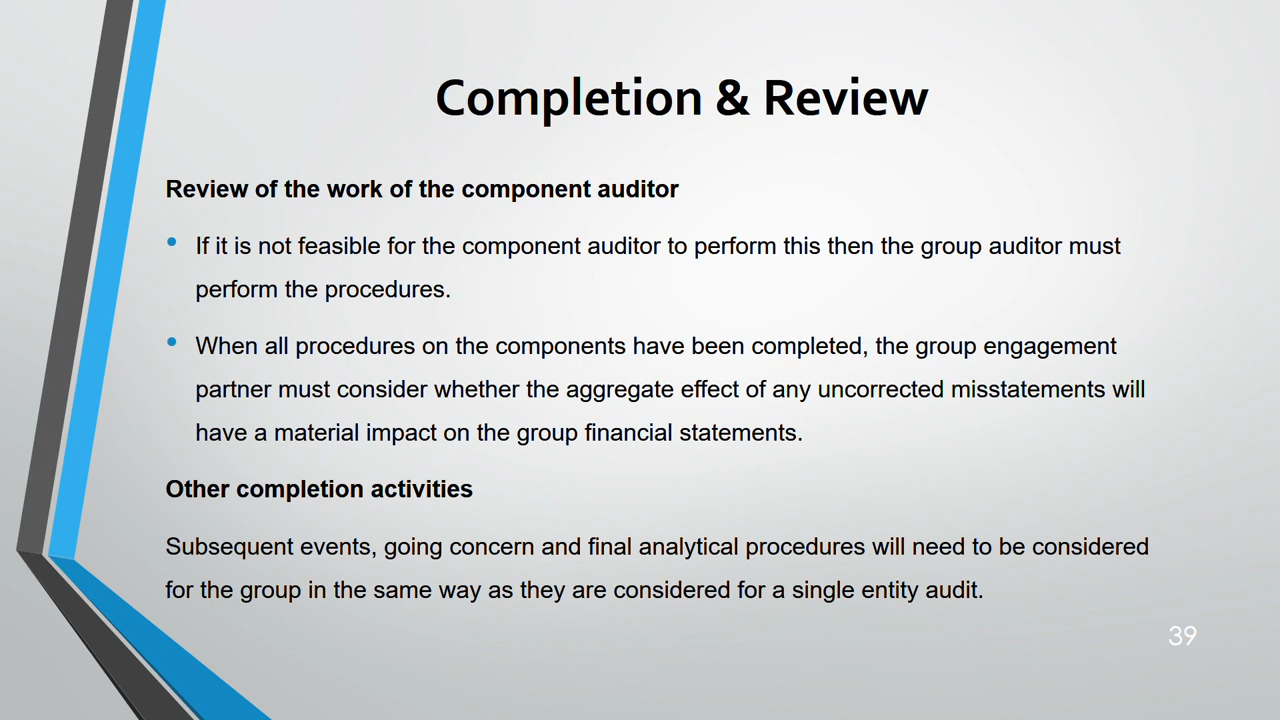 Completion & Review
Review of the work of the component auditor
• If it is not feasible for the component auditor to perform this then the group auditor must
perform the procedures.
• When all procedures on the components have been completed, the group engagement
partner must consider whether the aggregate effect of any uncorrected misstatements will
have a material impact on the group financial statements.
Other completion activities
Subsequent events, going concern and final analytical procedures will need to be considered
for the group in the same way as they are considered for a single entity audit.
39